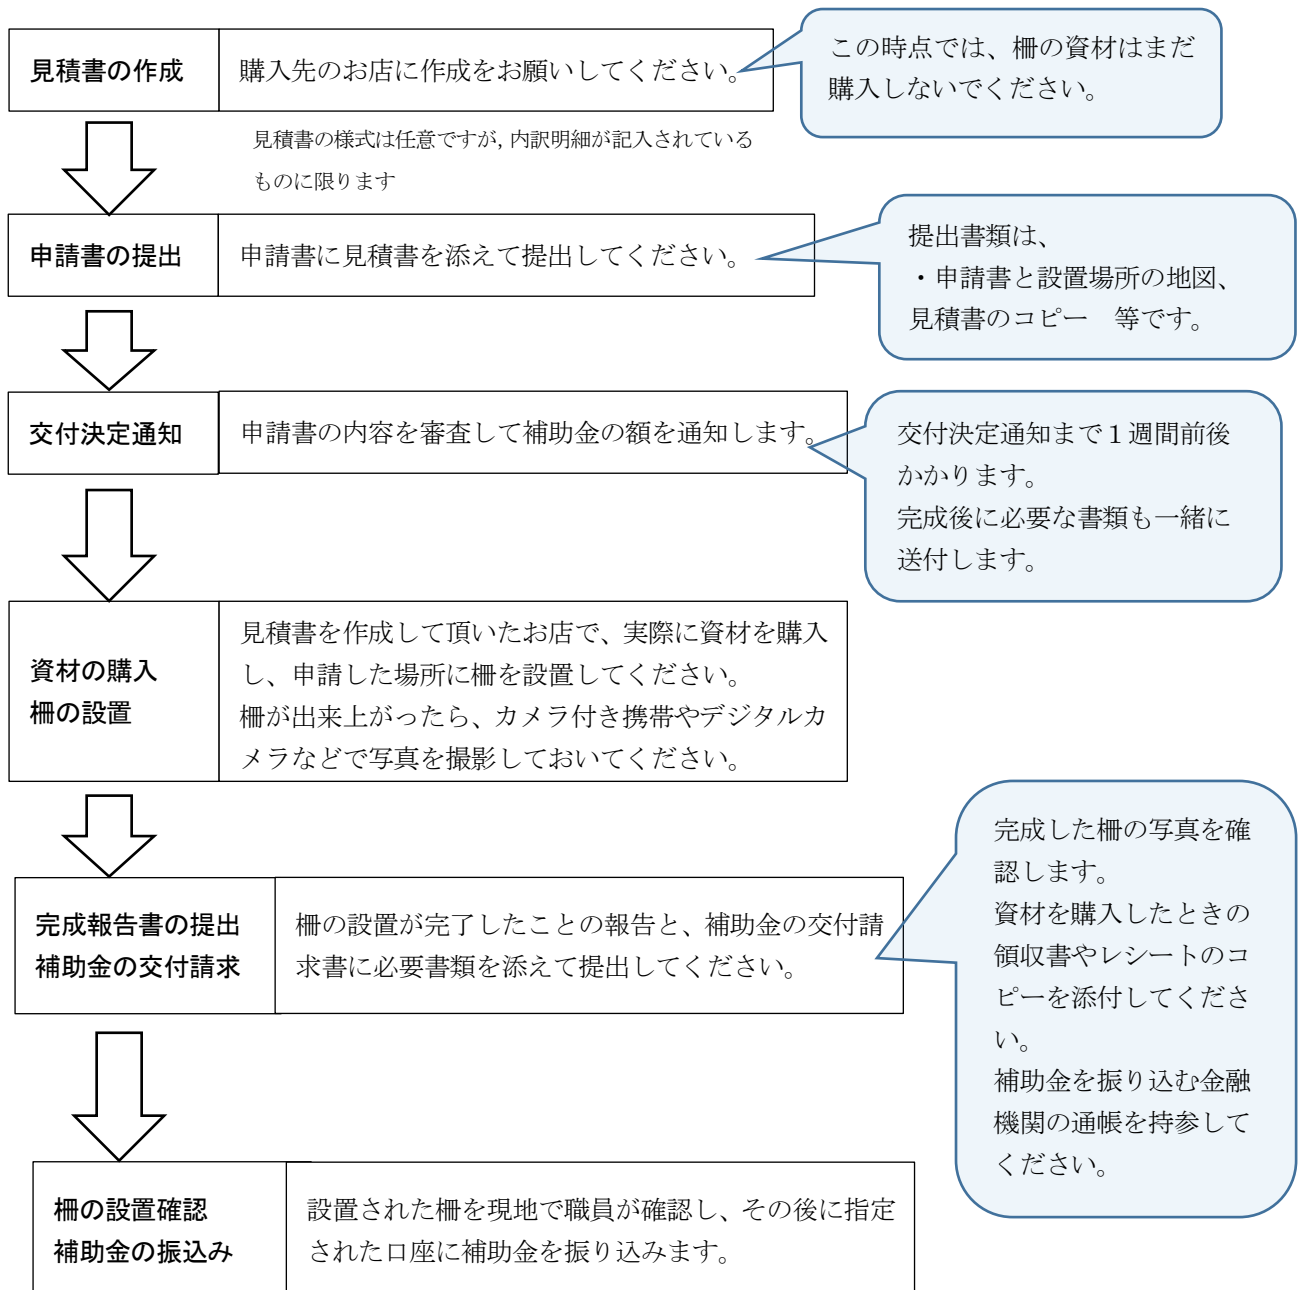 見積書の作成
購入先のお店に作成をお願いしてください。
この時点では、柵の資材はまだ
購入しないでください。
見積書の様式は任意ですが,内訳明細が記入されている
ものに限ります
申請書の提出
申請書に見積書を添えて提出してください。
提出書類は、
・申請書と設置場所の地図、
見積書のコピー　等です。
交付決定通知
申請書の内容を審査して補助金の額を通知します。
交付決定通知まで１週間前後
かかります。
完成後に必要な書類も一緒に
送付します。
資材の購入
柵の設置
見積書を作成して頂いたお店で、実際に資材を購入
し、申請した場所に柵を設置してください。
柵が出来上がったら、カメラ付き携帯やデジタルカ
メラなどで写真を撮影しておいてください。
完成報告書の提出
補助金の交付請求
柵の設置が完了したことの報告と、補助金の交付請
求書に必要書類を添えて提出してください。
完成した柵の写真を確
認します。
資材を購入したときの
領収書やレシートのコ
ピーを添付してくださ
い。
補助金を振り込む金融
機関の通帳を持参して
ください。
柵の設置確認
補助金の振込み
設置された柵を現地で職員が確認し、その後に指定
された口座に補助金を振り込みます。